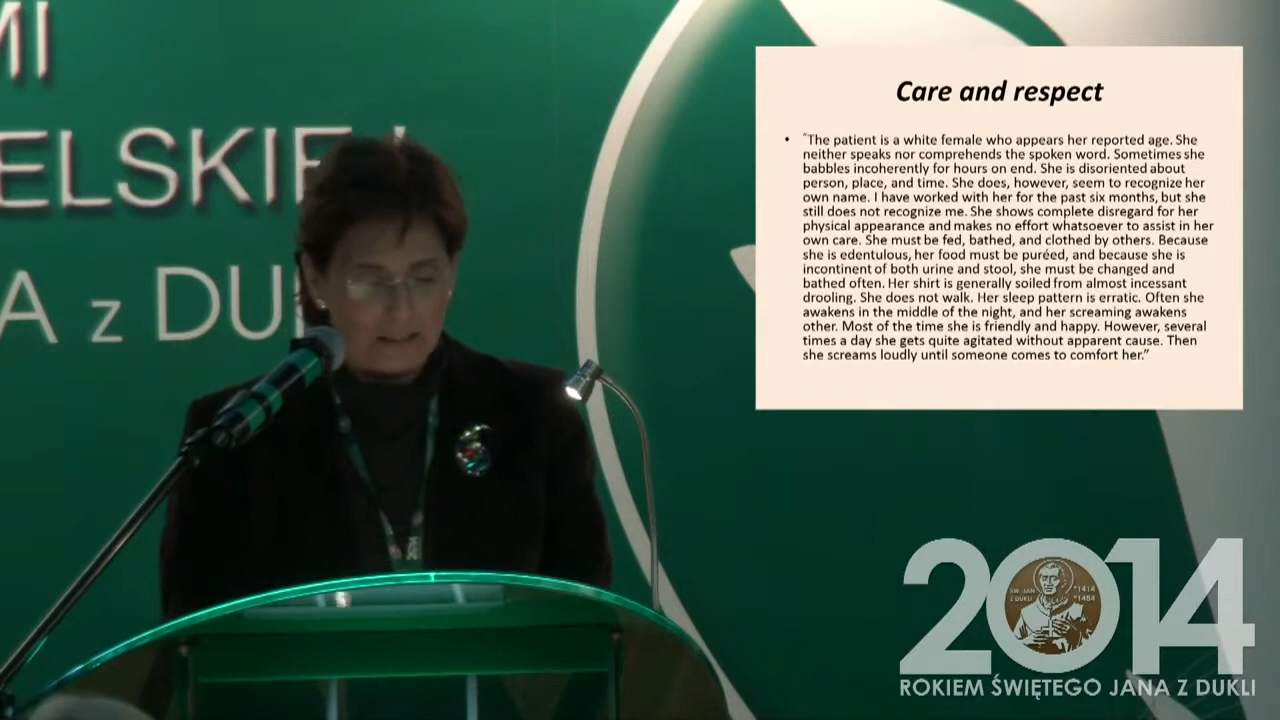 MI
ELSKIEJ
A z DUKL
Care and respect
• "The patient is a white female who appears her reported age. She
neither speaks nor comprehends the spoken word. Sometimes she
babbles incoherently for hours on end. She is disoriented about
person, place, and time. She does, however, seem to recognize her
own name. I have worked with her for the past six months, but she
still does not recognize me. She shows complete disregard for her
physical appearance and makes no effort whatsoever to assist in her
own care. She must be fed, bathed, and clothed by others. Because
she is edentulous, her food must be puréed, and because she is
incontinent of both urine and stool, she must be changed and
bathed often. Her shirt is generally soiled from almost incessant
drooling. She does not walk. Her sleep pattern is erratic. Often she
awakens in the middle of the night, and her screaming awakens
other. Most of the time she is friendly and happy. However, several
times a day she gets quite agitated without apparent cause. Then
she screams loudly until someone comes to comfort her.”
2014
ŚW. JAN
Z DUKLI
*1414
*1484
ROKIEM ŚWIĘTEGO JANA Z DUKLI